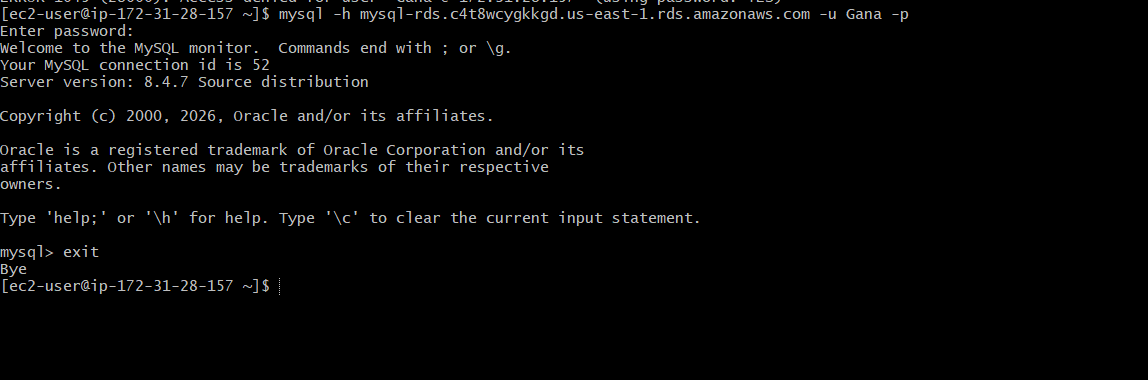 [ec2-user@ip-172-31-28-157 ~]$ mysql -h mysql-rds.c4t8wcygkkgd.us-east-1.rds.amazonaws.com -u Gana -p
Enter password:
Welcome to the MySQL monitor.  Commands end with ; or \g.
Your MySQL connection id is 52
Server version: 8.4.7 Source distribution

Copyright (c) 2000, 2026, Oracle and/or its affiliates.

Oracle is a registered trademark of Oracle Corporation and/or its
affiliates. Other names may be trademarks of their respective
owners.

Type 'help;' or '\h' for help. Type '\c' to clear the current input statement.

mysql> exit
Bye
[ec2-user@ip-172-31-28-157 ~]$